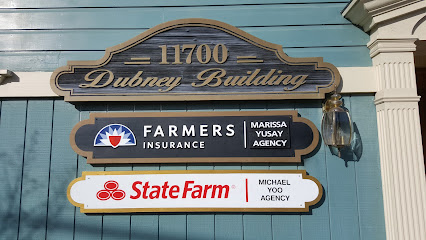 11700
Dubney Building
FARMERS
INSURANCE
MARISSA
YUSAY
AGENCY
State Farm
MICHAEL
YOO
AGENCY